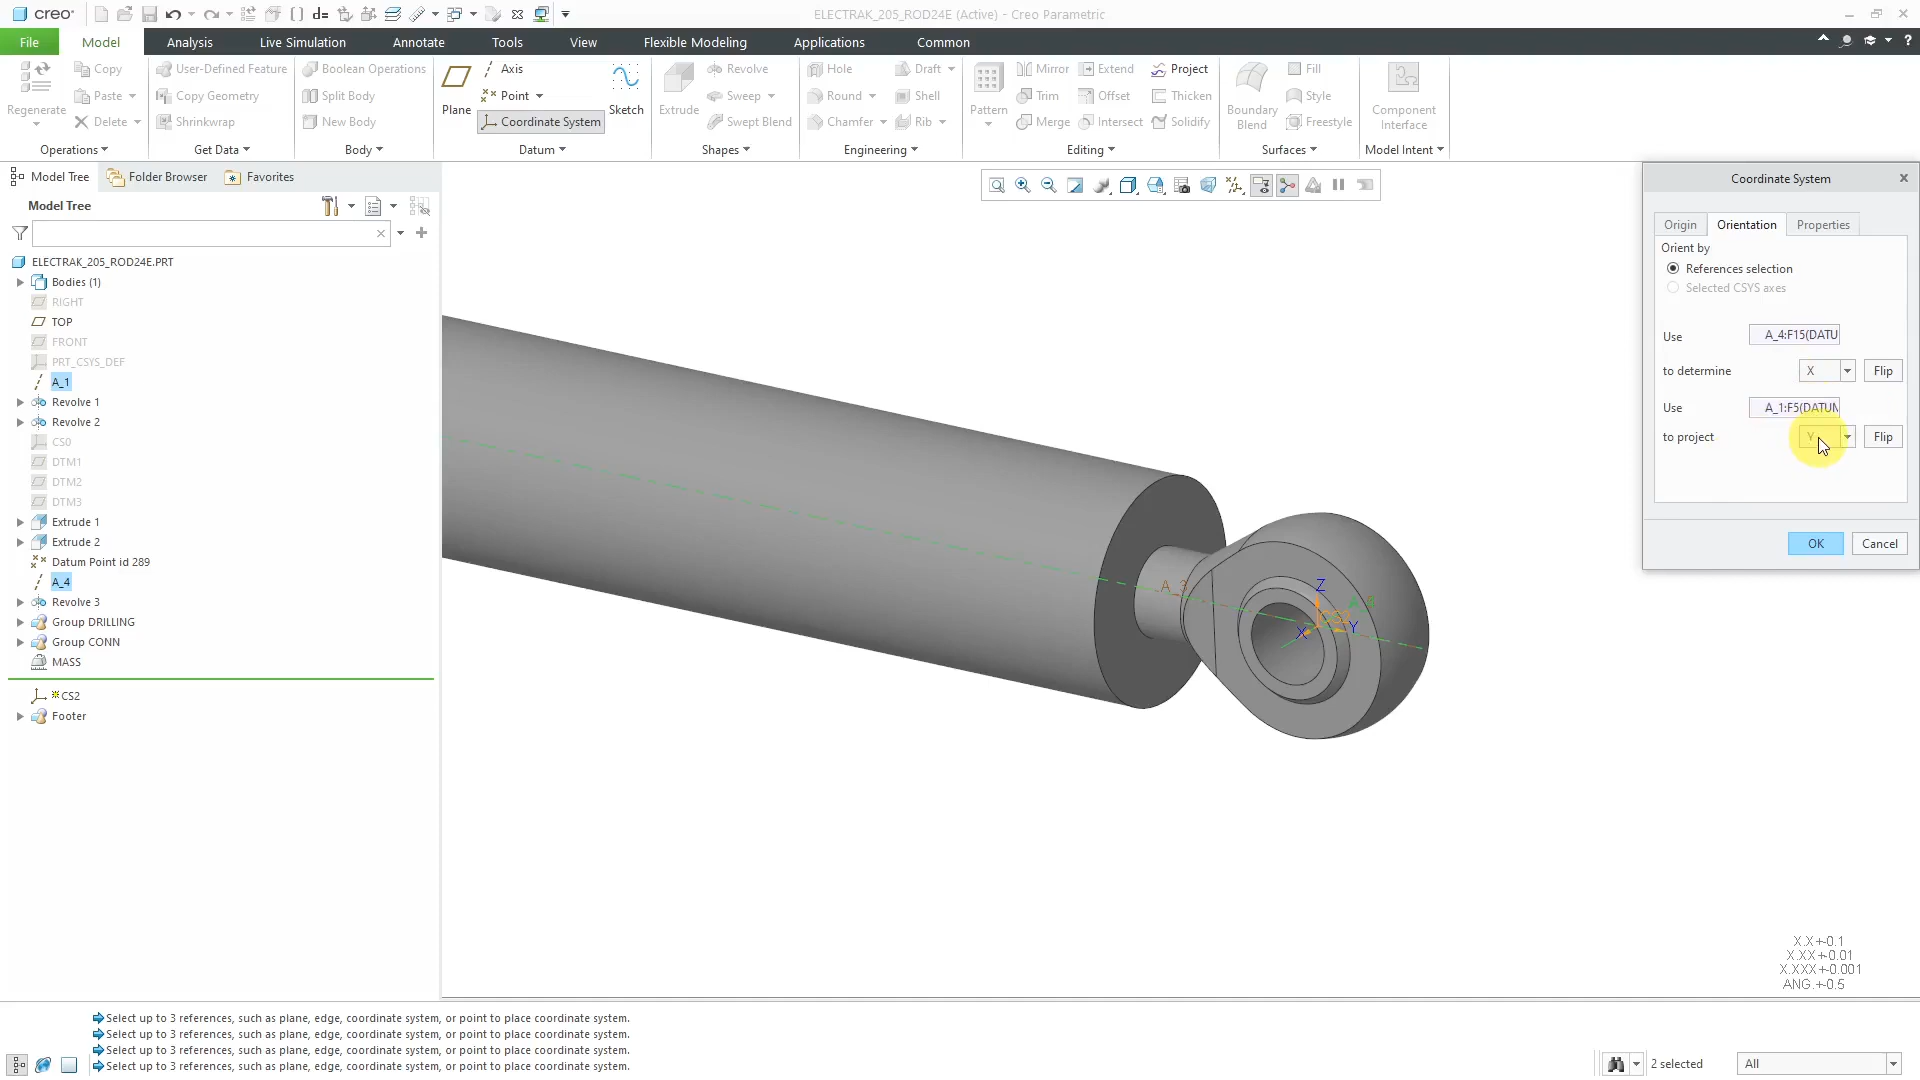 creo
ELECTRAK_205_ROD24E (Active) - Creo Parametric
File Model Analysis Live Simulation Annotate Tools View Flexible Modeling Applications Common
Copy User-Defined Feature Boolean Operations Axis Revolve Hole Draft Mirror Extend Project Fill
Paste Copy Geometry Split Body Point Sweep Round Shell Trim Offset Thicken Style
Regenerate Plane Sketch Extrude Pattern Boundary Blend Component Interface
Delete Shrinkwrap New Body Coordinate System Swept Blend Chamfer Rib Merge Intersect Solidify Freestyle
Operations Get Data Body Datum Shapes Engineering Editing Surfaces Model Intent
Model Tree Folder Browser Favorites
Model Tree
ELECTRAK_205_ROD24E.PRT
Bodies (1)
RIGHT
TOP
FRONT
PRT_CSYS_DEF
A_1
Revolve 1
Revolve 2
CS0
DTM1
DTM2
DTM3
Extrude 1
Extrude 2
Datum Point id 289
A_4
Revolve 3
Group DRILLING
Group CONN
MASS
CS2
Footer
A_3
Z
CS2
X
Y
Coordinate System
Origin Orientation Properties
Orient by
References selection
Selected CSYS axes
Use A_4:F15(DATU
to determine X Flip
Use A_1:F5(DATUM
to project Y Flip
OK Cancel
X.X+-0.1
X.XX+-0.01
X.XXX+-0.001
ANG.+-0.5
Select up to 3 references, such as plane, edge, coordinate system, or point to place coordinate system.
Select up to 3 references, such as plane, edge, coordinate system, or point to place coordinate system.
Select up to 3 references, such as plane, edge, coordinate system, or point to place coordinate system.
Select up to 3 references, such as plane, edge, coordinate system, or point to place coordinate system.
2 selected All